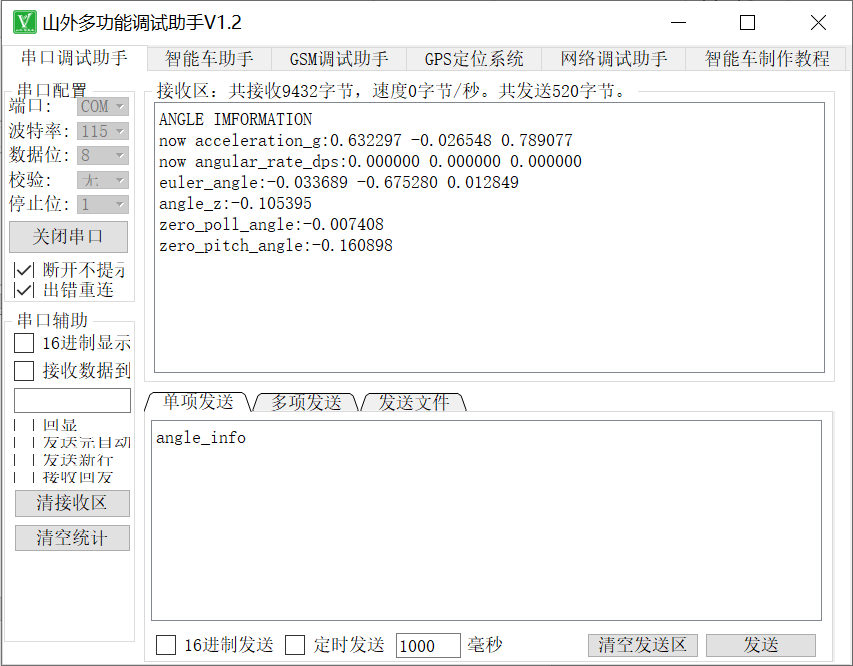 山外多功能调试助手V1.2
串口调试助手 智能车助手 GSM调试助手 GPS定位系统 网络调试助手 智能车制作教程
串口配置
端口: COM
波特率: 115
数据位: 8
校验:
停止位: 1
关闭串口
断开不提示
出错重连
串口辅助
16进制显示
接收数据到
回显
发送新行
接收回发
清接收区
清空统计
接收区：共接收9432字节，速度0字节/秒。共发送520字节。
ANGLE IMFORMATION
now acceleration_g:0.632297 -0.026548 0.789077
now angular_rate_dps:0.000000 0.000000 0.000000
euler_angle:-0.033689 -0.675280 0.012849
angle_z:-0.105395
zero_poll_angle:-0.007408
zero_pitch_angle:-0.160898
单项发送 多项发送 发送文件
angle_info
16进制发送 定时发送 1000 毫秒 清空发送区 发送